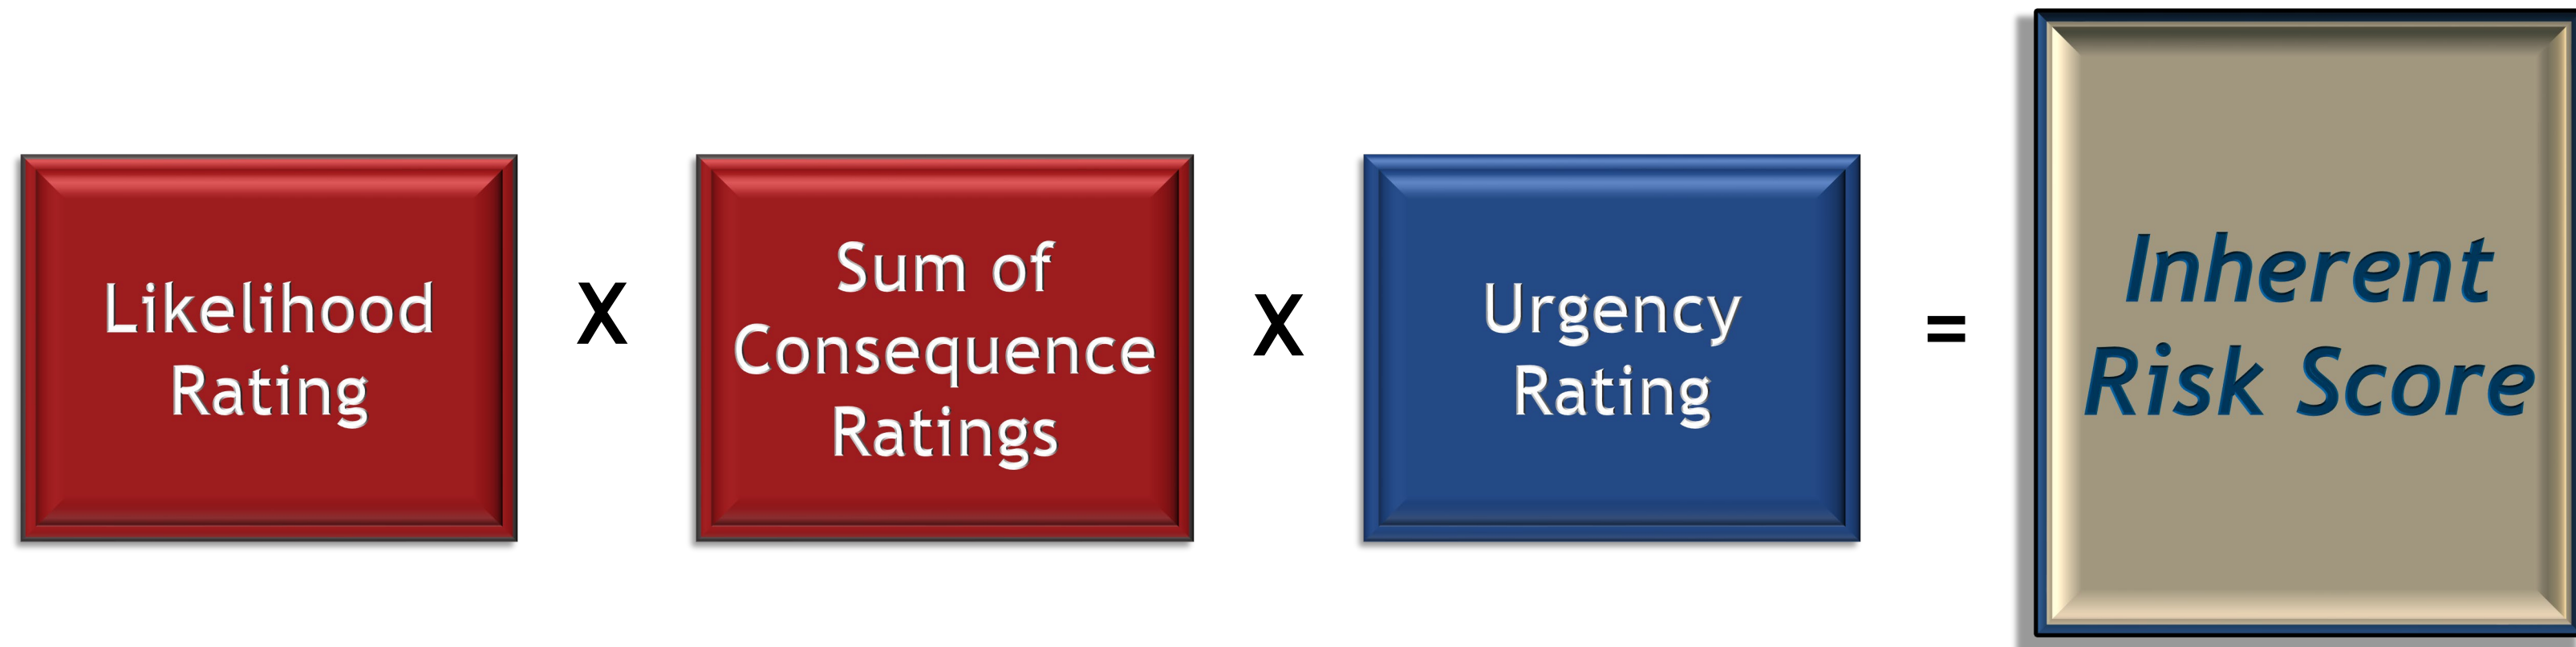 Likelihood
Rating
X
Sum of
Consequence
Ratings
X
Urgency
Rating
=
Inherent
Risk Score